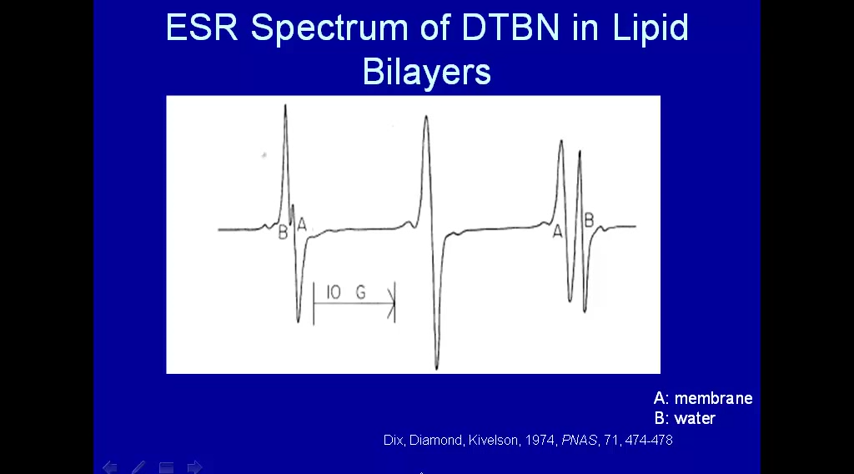 ESR Spectrum of DTBN in Lipid
Bilayers
B A
A B
10 G
A: membrane
B: water
Dix, Diamond, Kivelson, 1974, PNAS, 71, 474-478